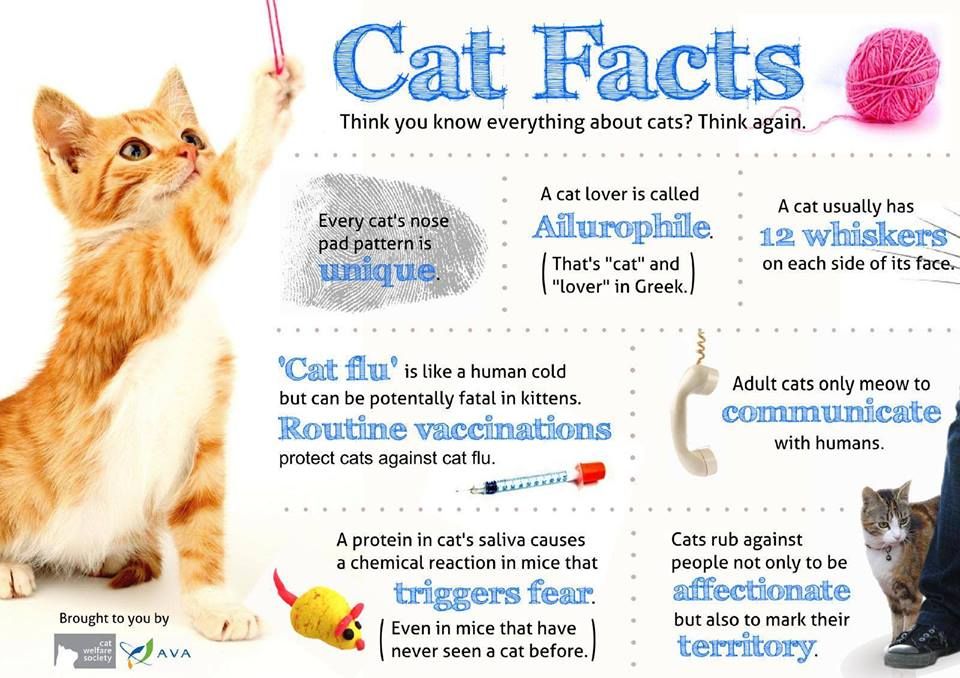 Cat Facts
Think you know everything about cats? Think again.
Every cat's nose
pad pattern is
unique.
A cat lover is called
Ailurophile.
(That's "cat" and
"lover" in Greek.)
A cat usually has
12 whiskers
on each side of its face.
'Cat flu' is like a human cold
but can be potentally fatal in kittens.
Routine vaccinations
protect cats against cat flu.
Adult cats only meow to
communicate
with humans.
A protein in cat's saliva causes
a chemical reaction in mice that
triggers fear.
(Even in mice that have
never seen a cat before.)
Cats rub against
people not only to be
affectionate
but also to mark their
territory.
Brought to you by
cat
welfare
society
AVA